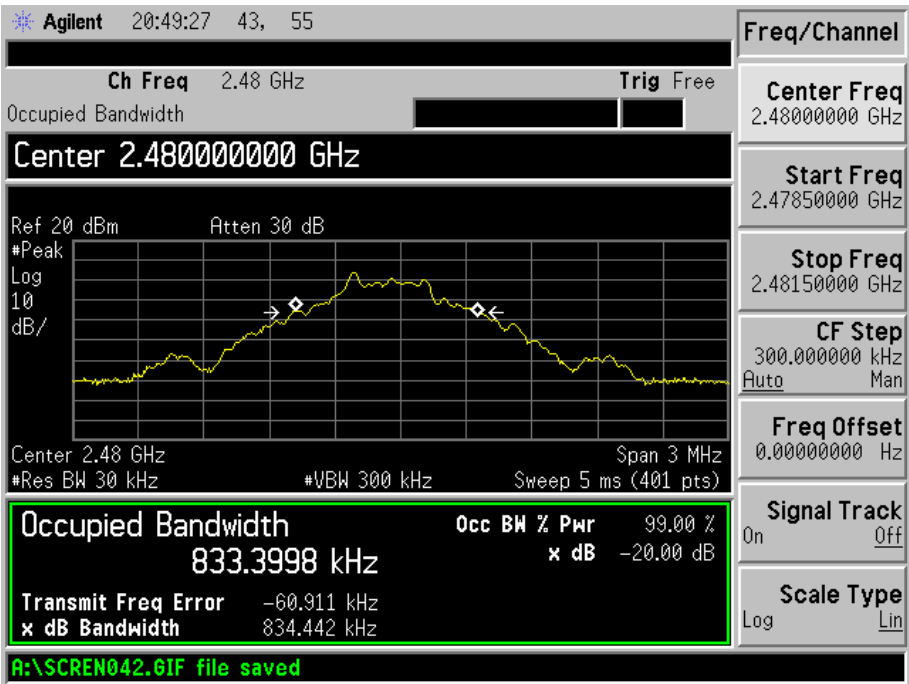 Agilent 20:49:27 43, 55
Ch Freq 2.48 GHz Trig Free
Occupied Bandwidth
Center 2.480000000 GHz
Ref 20 dBm Atten 30 dB
#Peak
Log
10
dB/
Center 2.48 GHz Span 3 MHz
#Res BW 30 kHz #VBW 300 kHz Sweep 5 ms (401 pts)
Occupied Bandwidth Occ BW % Pwr 99.00 %
833.3998 kHz x dB -20.00 dB
Transmit Freq Error -60.911 kHz
x dB Bandwidth 834.442 kHz
A:\SCREN042.GIF file saved
Freq/Channel
Center Freq
2.48000000 GHz
Start Freq
2.47850000 GHz
Stop Freq
2.48150000 GHz
CF Step
300.000000 kHz
Auto Man
Freq Offset
0.00000000 Hz
Signal Track
On Off
Scale Type
Log Lin